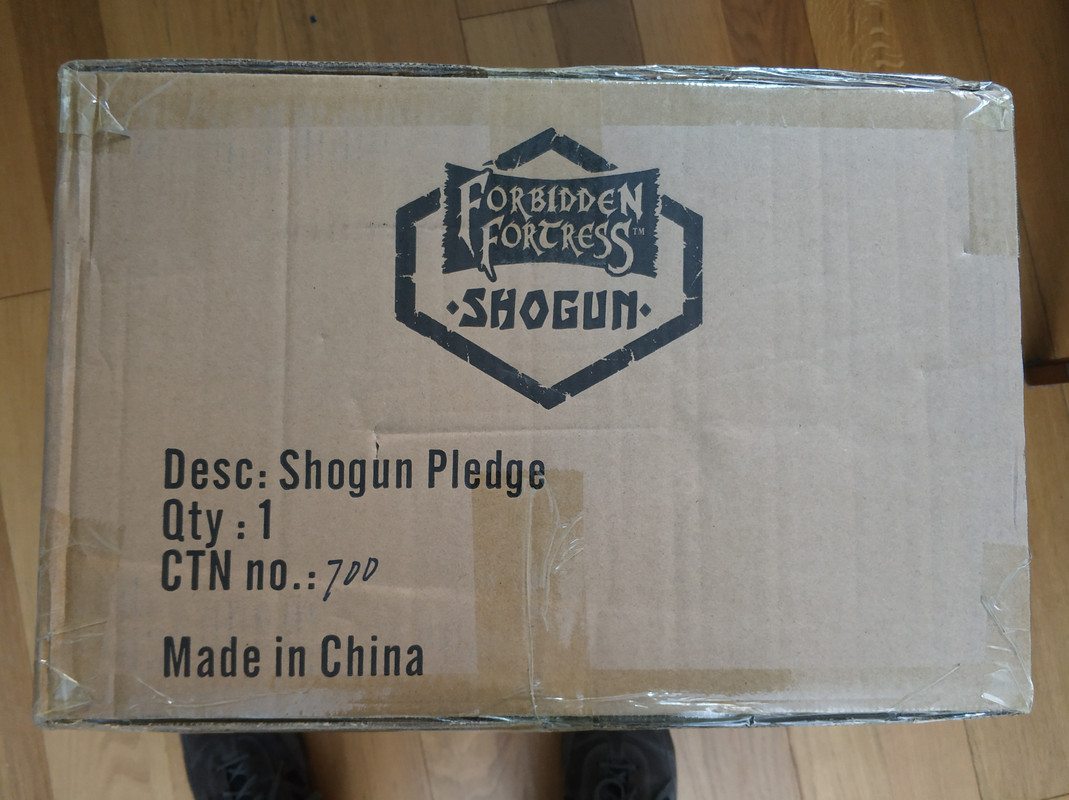 FORBIDDEN
FORTRESS™
·SHOGUN·
Desc: Shogun Pledge
Qty : 1
CTN no.: 700
Made in China